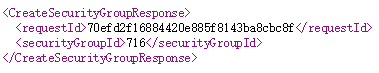 <CreateSecurityGroupResponse>
<requestId>70efd2f16884420e885f8143ba8cbc8f</requestId>
<securityGroupId>716</securityGroupId>
</CreateSecurityGroupResponse>